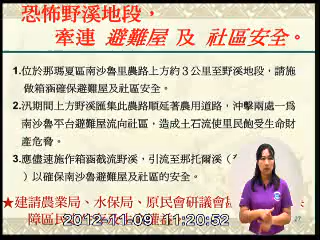 恐怖野溪地段，
牽連 避難屋 及 社區安全。
1.位於那瑪夏區南沙魯里農路上方約３公里至野溪地段，請施
做箱涵確保避難屋及社區安全。
2.汎期間上方野溪匯集此農路順延著農用道路，沖擊兩處一為
南沙魯平台避難屋流向社區，造成土石流使里民飽受生命財
產危脅。
3.應儘速施作箱涵截流野溪，引流至那托爾溪
以確保南沙魯避難屋及社區的安全。
★建請農業局、水保局、原民會研議會
障區民
2012-11-09 11:20:52
27